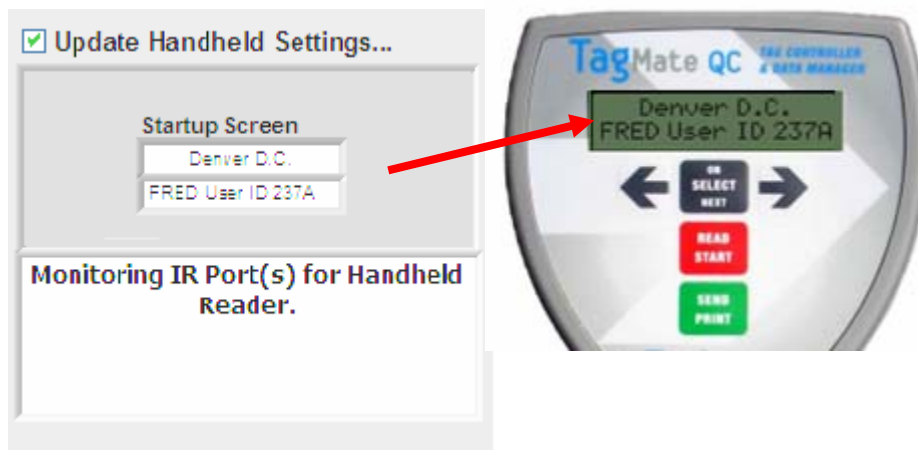 Update Handheld Settings...
Startup Screen
Denver D.C.
FRED User ID 237A
Monitoring IR Port(s) for Handheld
Reader.
TagMate QC TAG CONTROLLER
& DATA MANAGER
Denver D.C.
FRED User ID 237A
ON
SELECT
NEXT
READ
START
SEND
PRINT